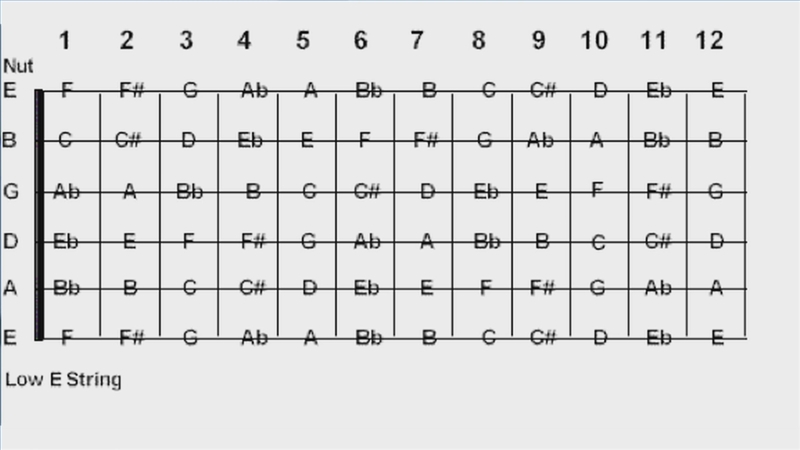 1 2 3 4 5 6 7 8 9 10 11 12
Nut
E F F# G Ab A Bb B C C# D Eb E
B C C# D Eb E F F# G Ab A Bb B
G Ab A Bb B C C# D Eb E F F# G
D Eb E F F# G Ab A Bb B C C# D
A Bb B C C# D Eb E F F# G Ab A
E F F# G Ab A Bb B C C# D Eb E
Low E String